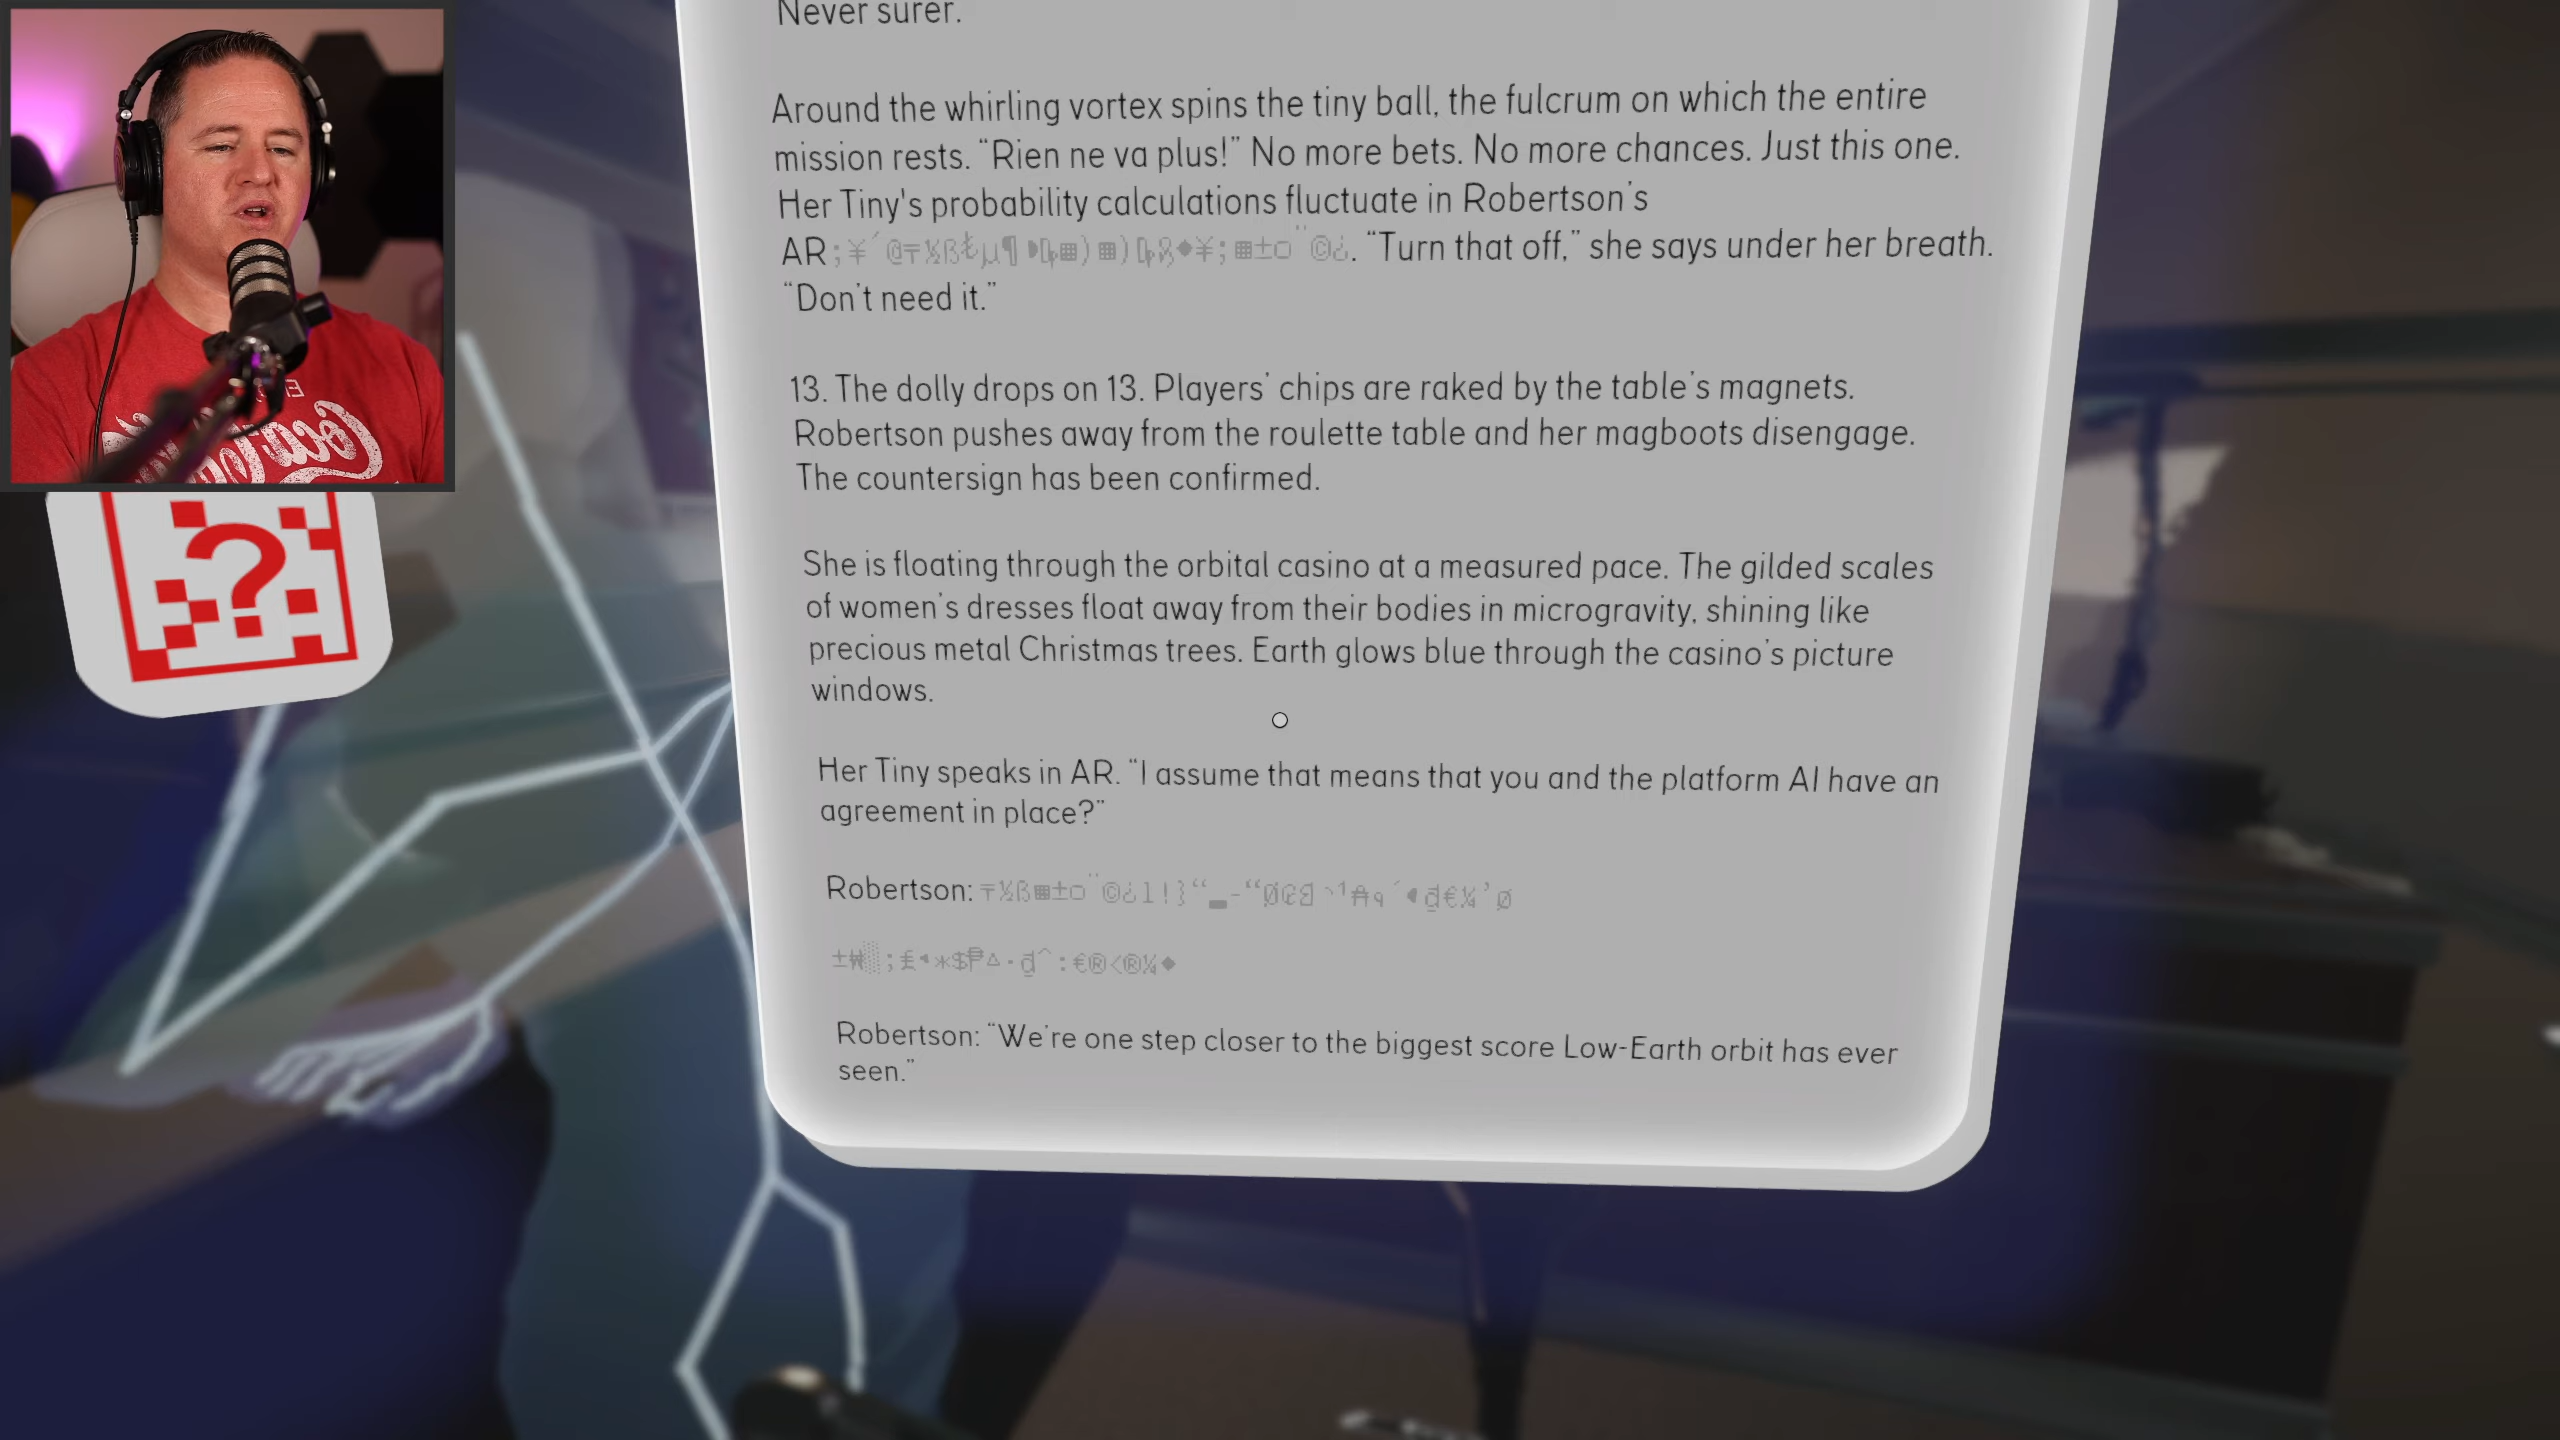 Never surer.
Around the whirling vortex spins the tiny ball, the fulcrum on which the entire
mission rests. “Rien ne va plus!” No more bets. No more chances. Just this one.
Her Tiny's probability calculations fluctuate in Robertson’s
AR. “Turn that off,” she says under her breath.
“Don’t need it.”
13. The dolly drops on 13. Players’ chips are raked by the table’s magnets.
Robertson pushes away from the roulette table and her magboots disengage.
The countersign has been confirmed.
She is floating through the orbital casino at a measured pace. The gilded scales
of women’s dresses float away from their bodies in microgravity, shining like
precious metal Christmas trees. Earth glows blue through the casino’s picture
windows.
Her Tiny speaks in AR. “I assume that means that you and the platform AI have an
agreement in place?”
Robertson:
Robertson: “We’re one step closer to the biggest score Low-Earth orbit has ever
seen.”
?
Coca-Cola